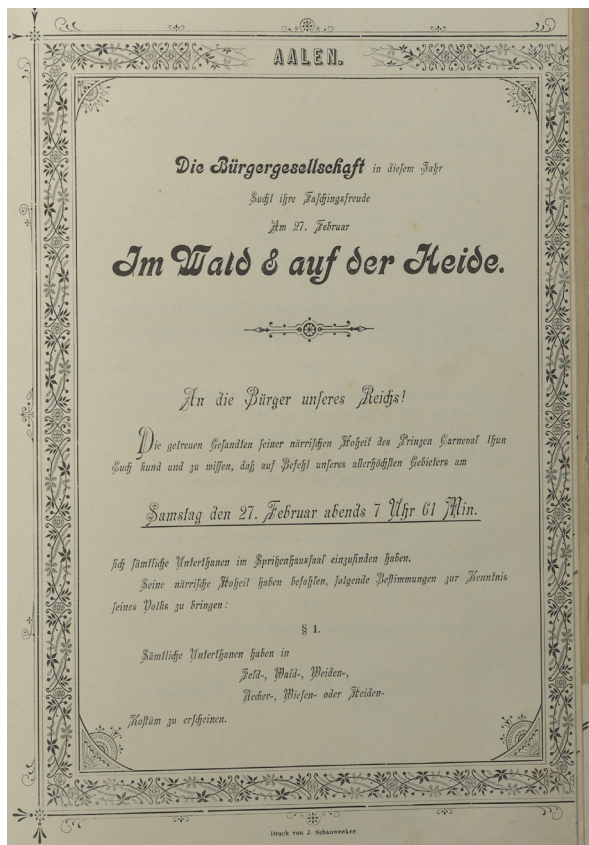 AALEN.
Die Bürgergesellschaft in diesem Jahr
Sucht ihre Faschingsfreude
Am 27. Februar
Im Wald & auf der Heide.
An die Bürger unseres Reichs!
Die getreuen Gesandten seiner närrischen Hoheit des Prinzen Carneval thun
Euch kund und zu wissen, daß auf Befehl unseres allerhöchsten Gebieters am
Samstag den 27. Februar abends 7 Uhr 61 Min.
sich sämtliche Unterthanen im Spritzenhaussaal einzufinden haben.
Seine närrische Hoheit haben befohlen, folgende Bestimmungen zur Kenntnis
seines Volks zu bringen:
§ 1.
Sämtliche Unterthanen haben in
Feld-, Wald-, Weiden-,
Aecker-, Wiesen- oder Heiden-
Kostüm zu erscheinen.
Druck von J. Schauwecker.